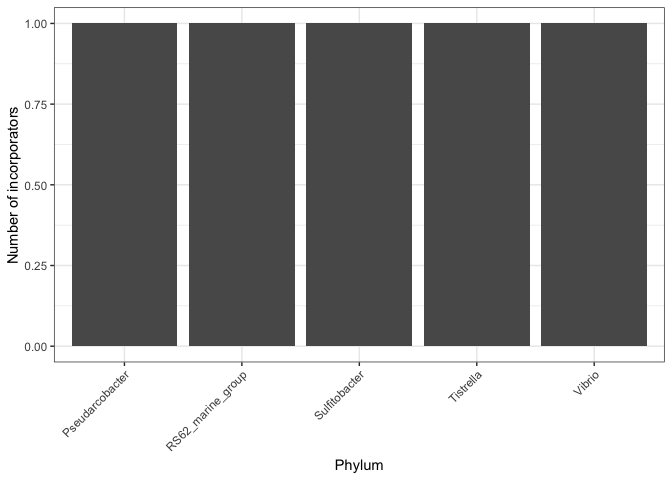 1.00
0.75
0.50
0.25
0.00
Number of incorporators
Pseudarcobacter
RS62_marine_group
Sulfitobacter
Tistrella
Vibrio
Phylum